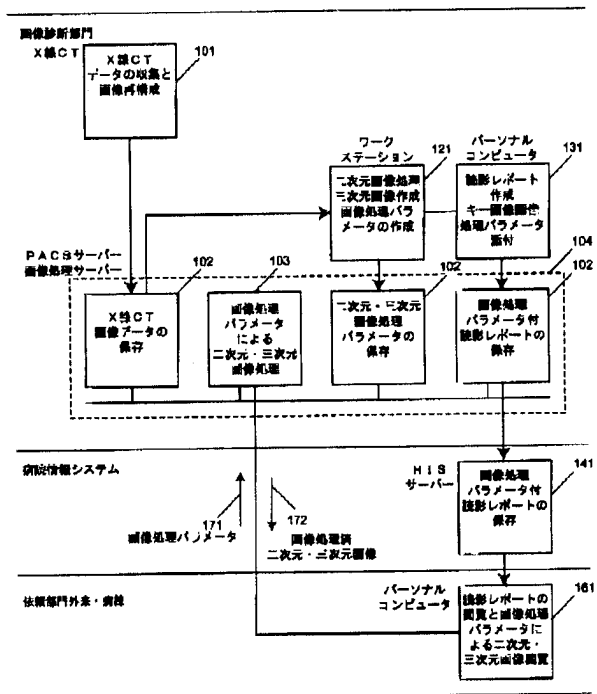 画像診断部門
X線CT
X線CT
データの収集と
画像再構成
101
ワーク
ステーション
121
二次元画像処理
三次元画像作成
画像処理パラ
メータの作成
パーソナル
コンピュータ
131
読影レポート
作成
キー画像画像
処理パラメータ
添付
PACSサーバー
画像処理サーバー
102
103
102
104
102
X線CT
画像データの
保存
画像処理
パラメータ
による
二次元・三次元
画像処理
二次元・三次元
画像処理
パラメータの
保存
画像処理
パラメータ付
読影レポートの
保存
病院情報システム
HIS
サーバー
141
画像処理
パラメータ付
読影レポートの
保存
171
画像処理パラメータ
172
画像処理済
二次元・三次元画像
依頼部門外来・病棟
パーソナル
コンピュータ
161
読影レポートの
閲覧と画像処理
パラメータに
よる二次元・
三次元画像閲覧